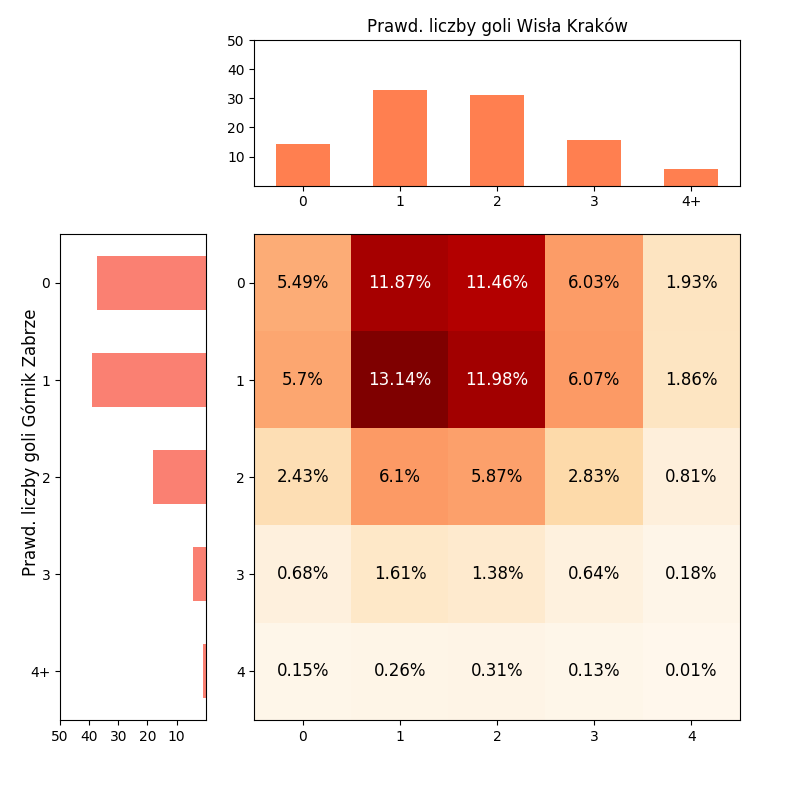 Prawd. liczby goli Wisła Kraków
50
40
30
20
10
0 1 2 3 4+
Prawd. liczby goli Górnik Zabrze
0
1
2
3
4+
50 40 30 20 10
0 5.49% 11.87% 11.46% 6.03% 1.93%
1 5.7% 13.14% 11.98% 6.07% 1.86%
2 2.43% 6.1% 5.87% 2.83% 0.81%
3 0.68% 1.61% 1.38% 0.64% 0.18%
4 0.15% 0.26% 0.31% 0.13% 0.01%
0 1 2 3 4